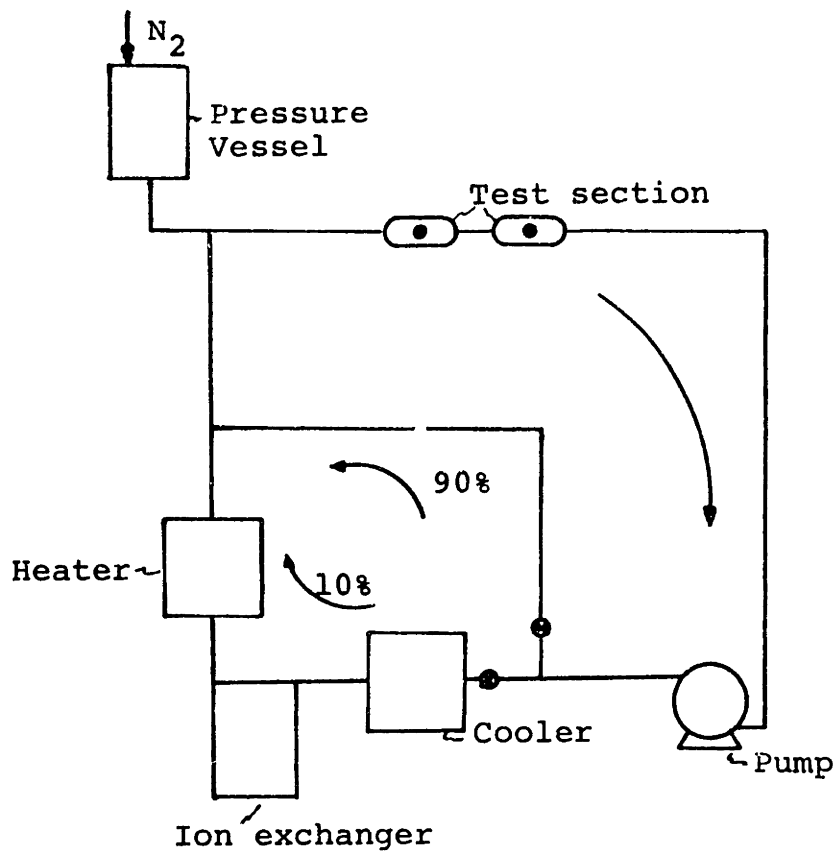 N2
Pressure
Vessel
Test section
90%
Heater
10%
Cooler
Pump
Ion exchanger